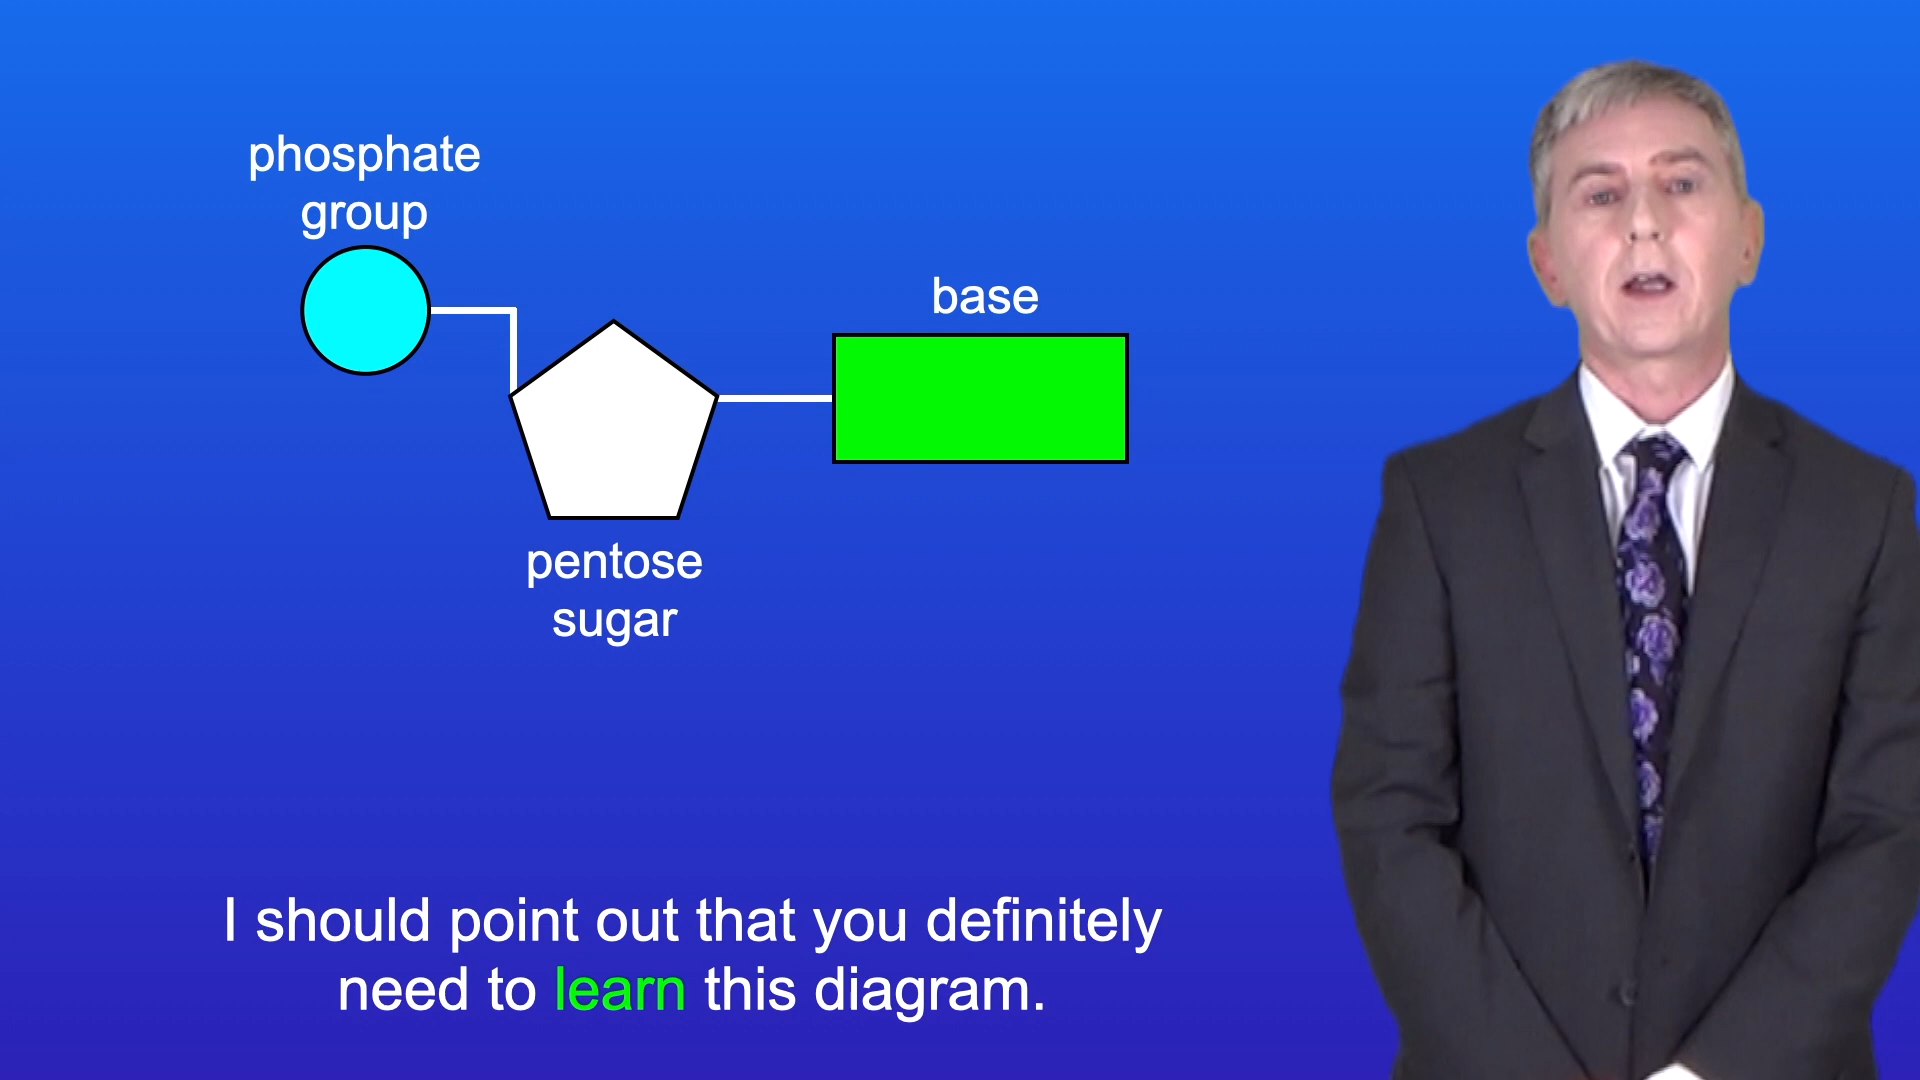 phosphate
group
base
pentose
sugar
I should point out that you definitely
need to learn this diagram.